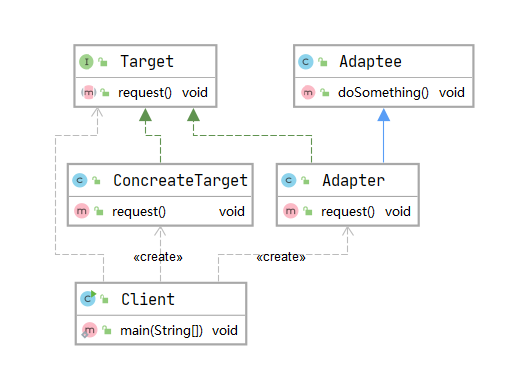 I Target
request() void
C Adaptee
doSomething() void
C ConcreateTarget
m request() void
C Adapter
m request() void
«create»
«create»
C Client
m main(String[]) void